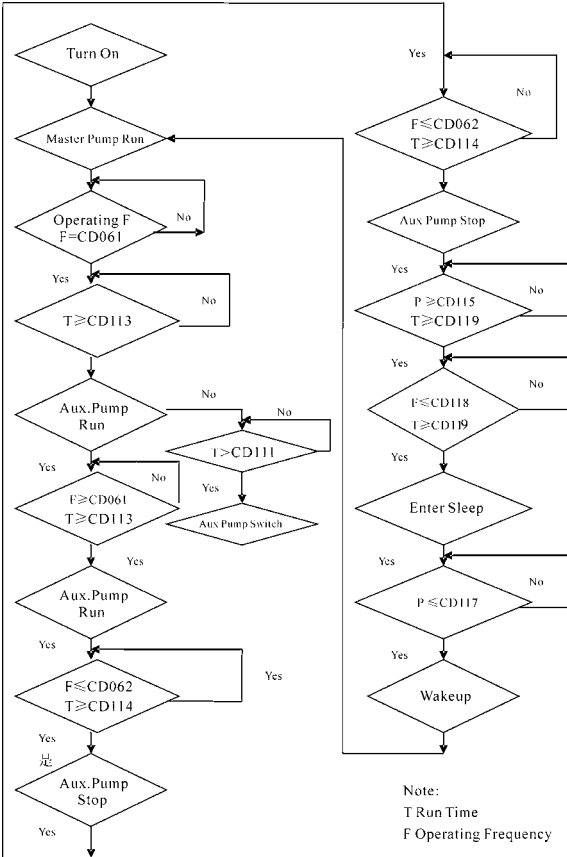 Turn On
Master Pump Run
Operating F
F=CD061
No
Yes
No
T≥CD113
Aux.Pump
Run
No
No
T>CD111
Yes
No
F≥CD061
T≥CD113
Yes
Aux Pump Switch
Yes
Aux.Pump
Run
Yes
F≤CD062
T≥CD114
Yes
Yes
是
Aux.Pump
Stop
Yes
Yes
No
F≤CD062
T≥CD114
Aux Pump Stop
Yes
No
P ≥CD115
T≥CD119
Yes
No
F≤CD118
T≥CD119
Yes
Enter Sleep
Yes
No
P ≤CD117
Yes
Wakeup
Note:
T Run Time
F Operating Frequency